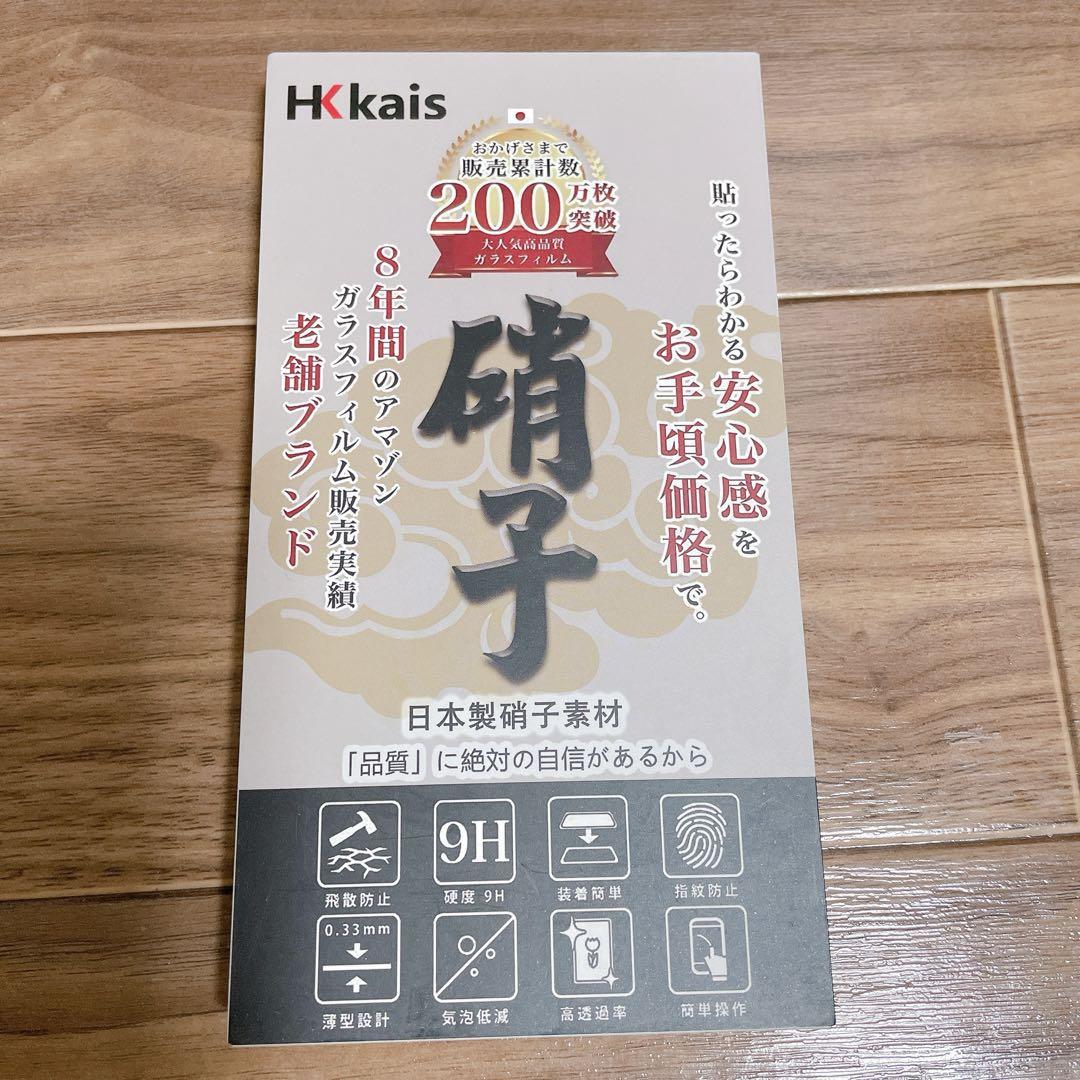 HKkais
おかげさまで
販売累計数
200万枚突破
大人気高品質
ガラスフィルム
貼ったらわかる安心感を
お手頃価格で。
8年間のアマゾン
ガラスフィルム販売実績
老舗ブランド
硝子
日本製硝子素材
「品質」に絶対の自信があるから
9H
飛散防止
硬度 9H
装着簡単
指紋防止
0.33mm
薄型設計
気泡低減
高透過率
簡単操作